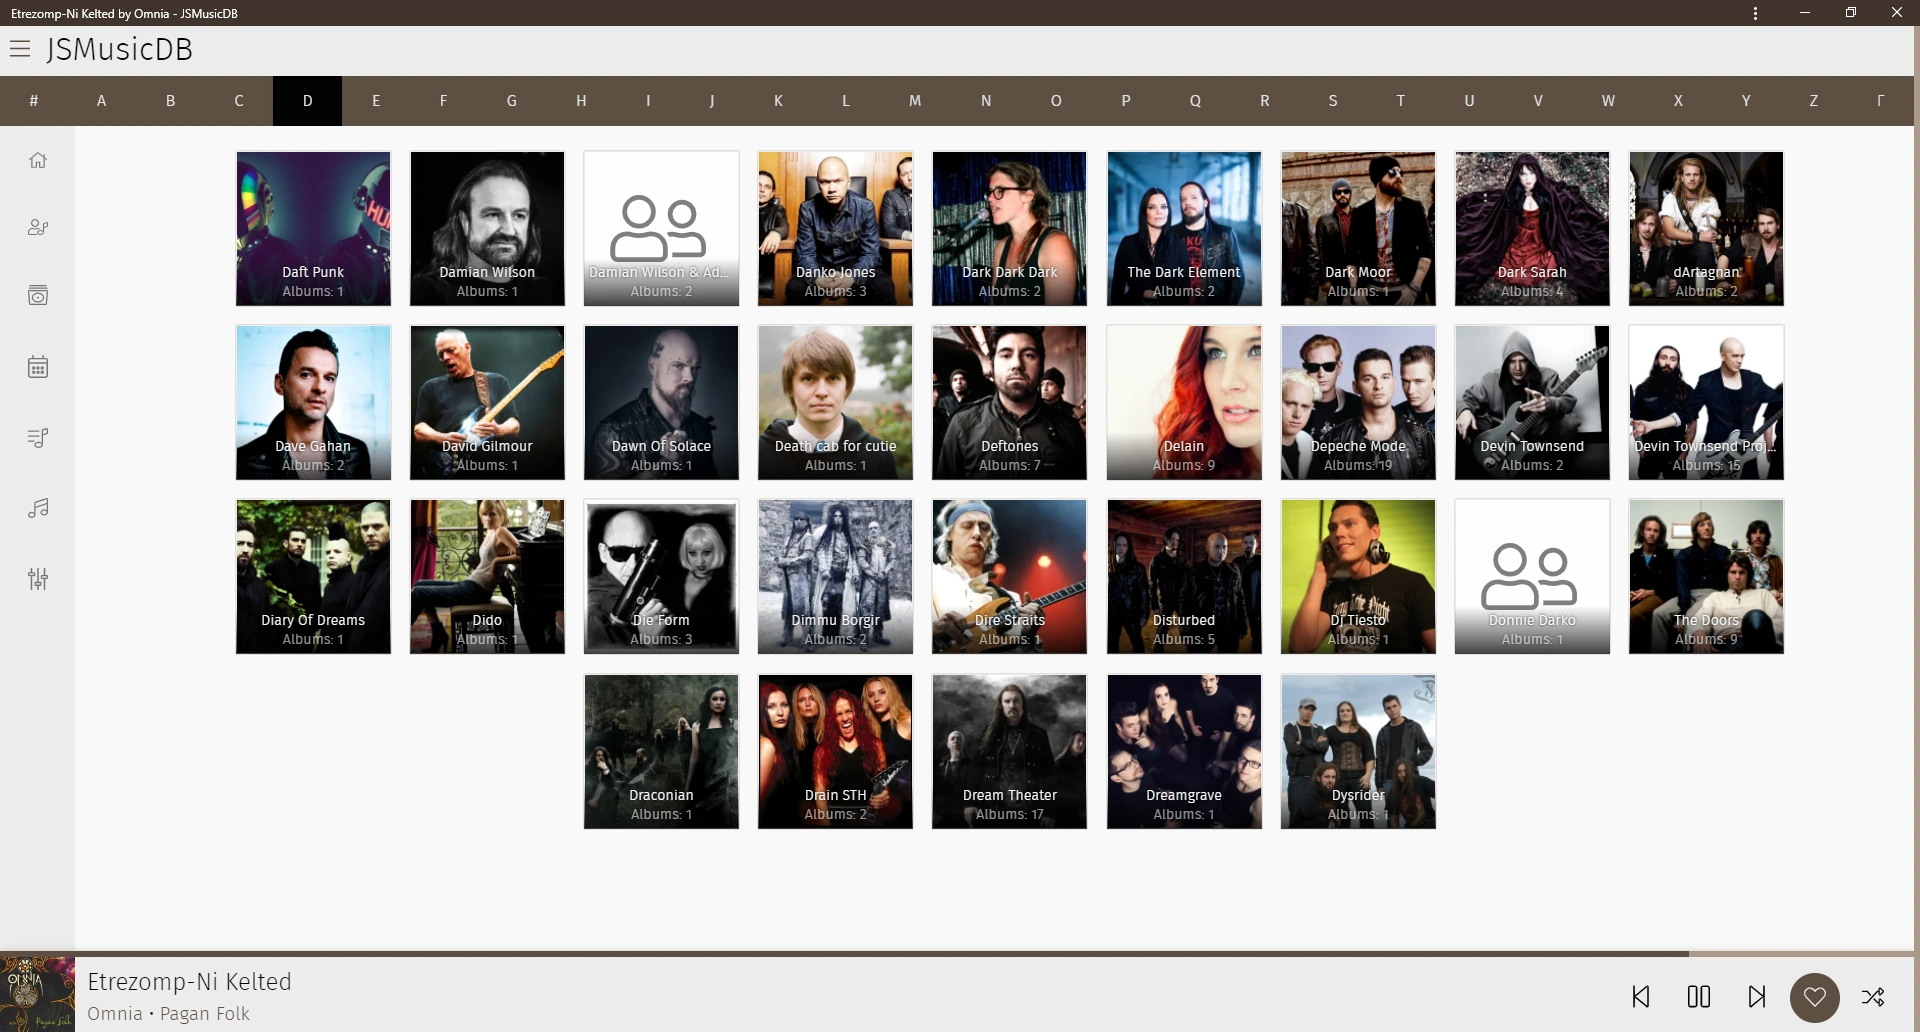 Etrezomp-Ni Kelted by Omnia - JSMusicDB
JSMusicDB
# A B C D E F G H I J K L M N O P Q R S T U V W X Y Z Γ
Daft Punk
Albums: 1
Damian Wilson
Albums: 1
Damian Wilson & Ad...
Albums: 2
Danko Jones
Albums: 3
Dark Dark Dark
Albums: 2
The Dark Element
Albums: 2
Dark Moor
Albums: 1
Dark Sarah
Albums: 4
dArtagnan
Albums: 2
Dave Gahan
Albums: 2
David Gilmour
Albums: 1
Dawn Of Solace
Albums: 1
Death cab for cutie
Albums: 1
Deftones
Albums: 7
Delain
Albums: 9
Depeche Mode
Albums: 19
Devin Townsend
Albums: 2
Devin Townsend Proj...
Albums: 15
Diary Of Dreams
Albums: 1
Dido
Albums: 1
Die Form
Albums: 3
Dimmu Borgir
Albums: 2
Dire Straits
Albums: 1
Disturbed
Albums: 5
Dj Tiesto
Albums: 1
Donnie Darko
Albums: 1
The Doors
Albums: 9
Draconian
Albums: 1
Drain STH
Albums: 2
Dream Theater
Albums: 17
Dreamgrave
Albums: 1
Dysrider
Albums: 1
OMNIA
Pagan Folk
Etrezomp-Ni Kelted
Omnia • Pagan Folk